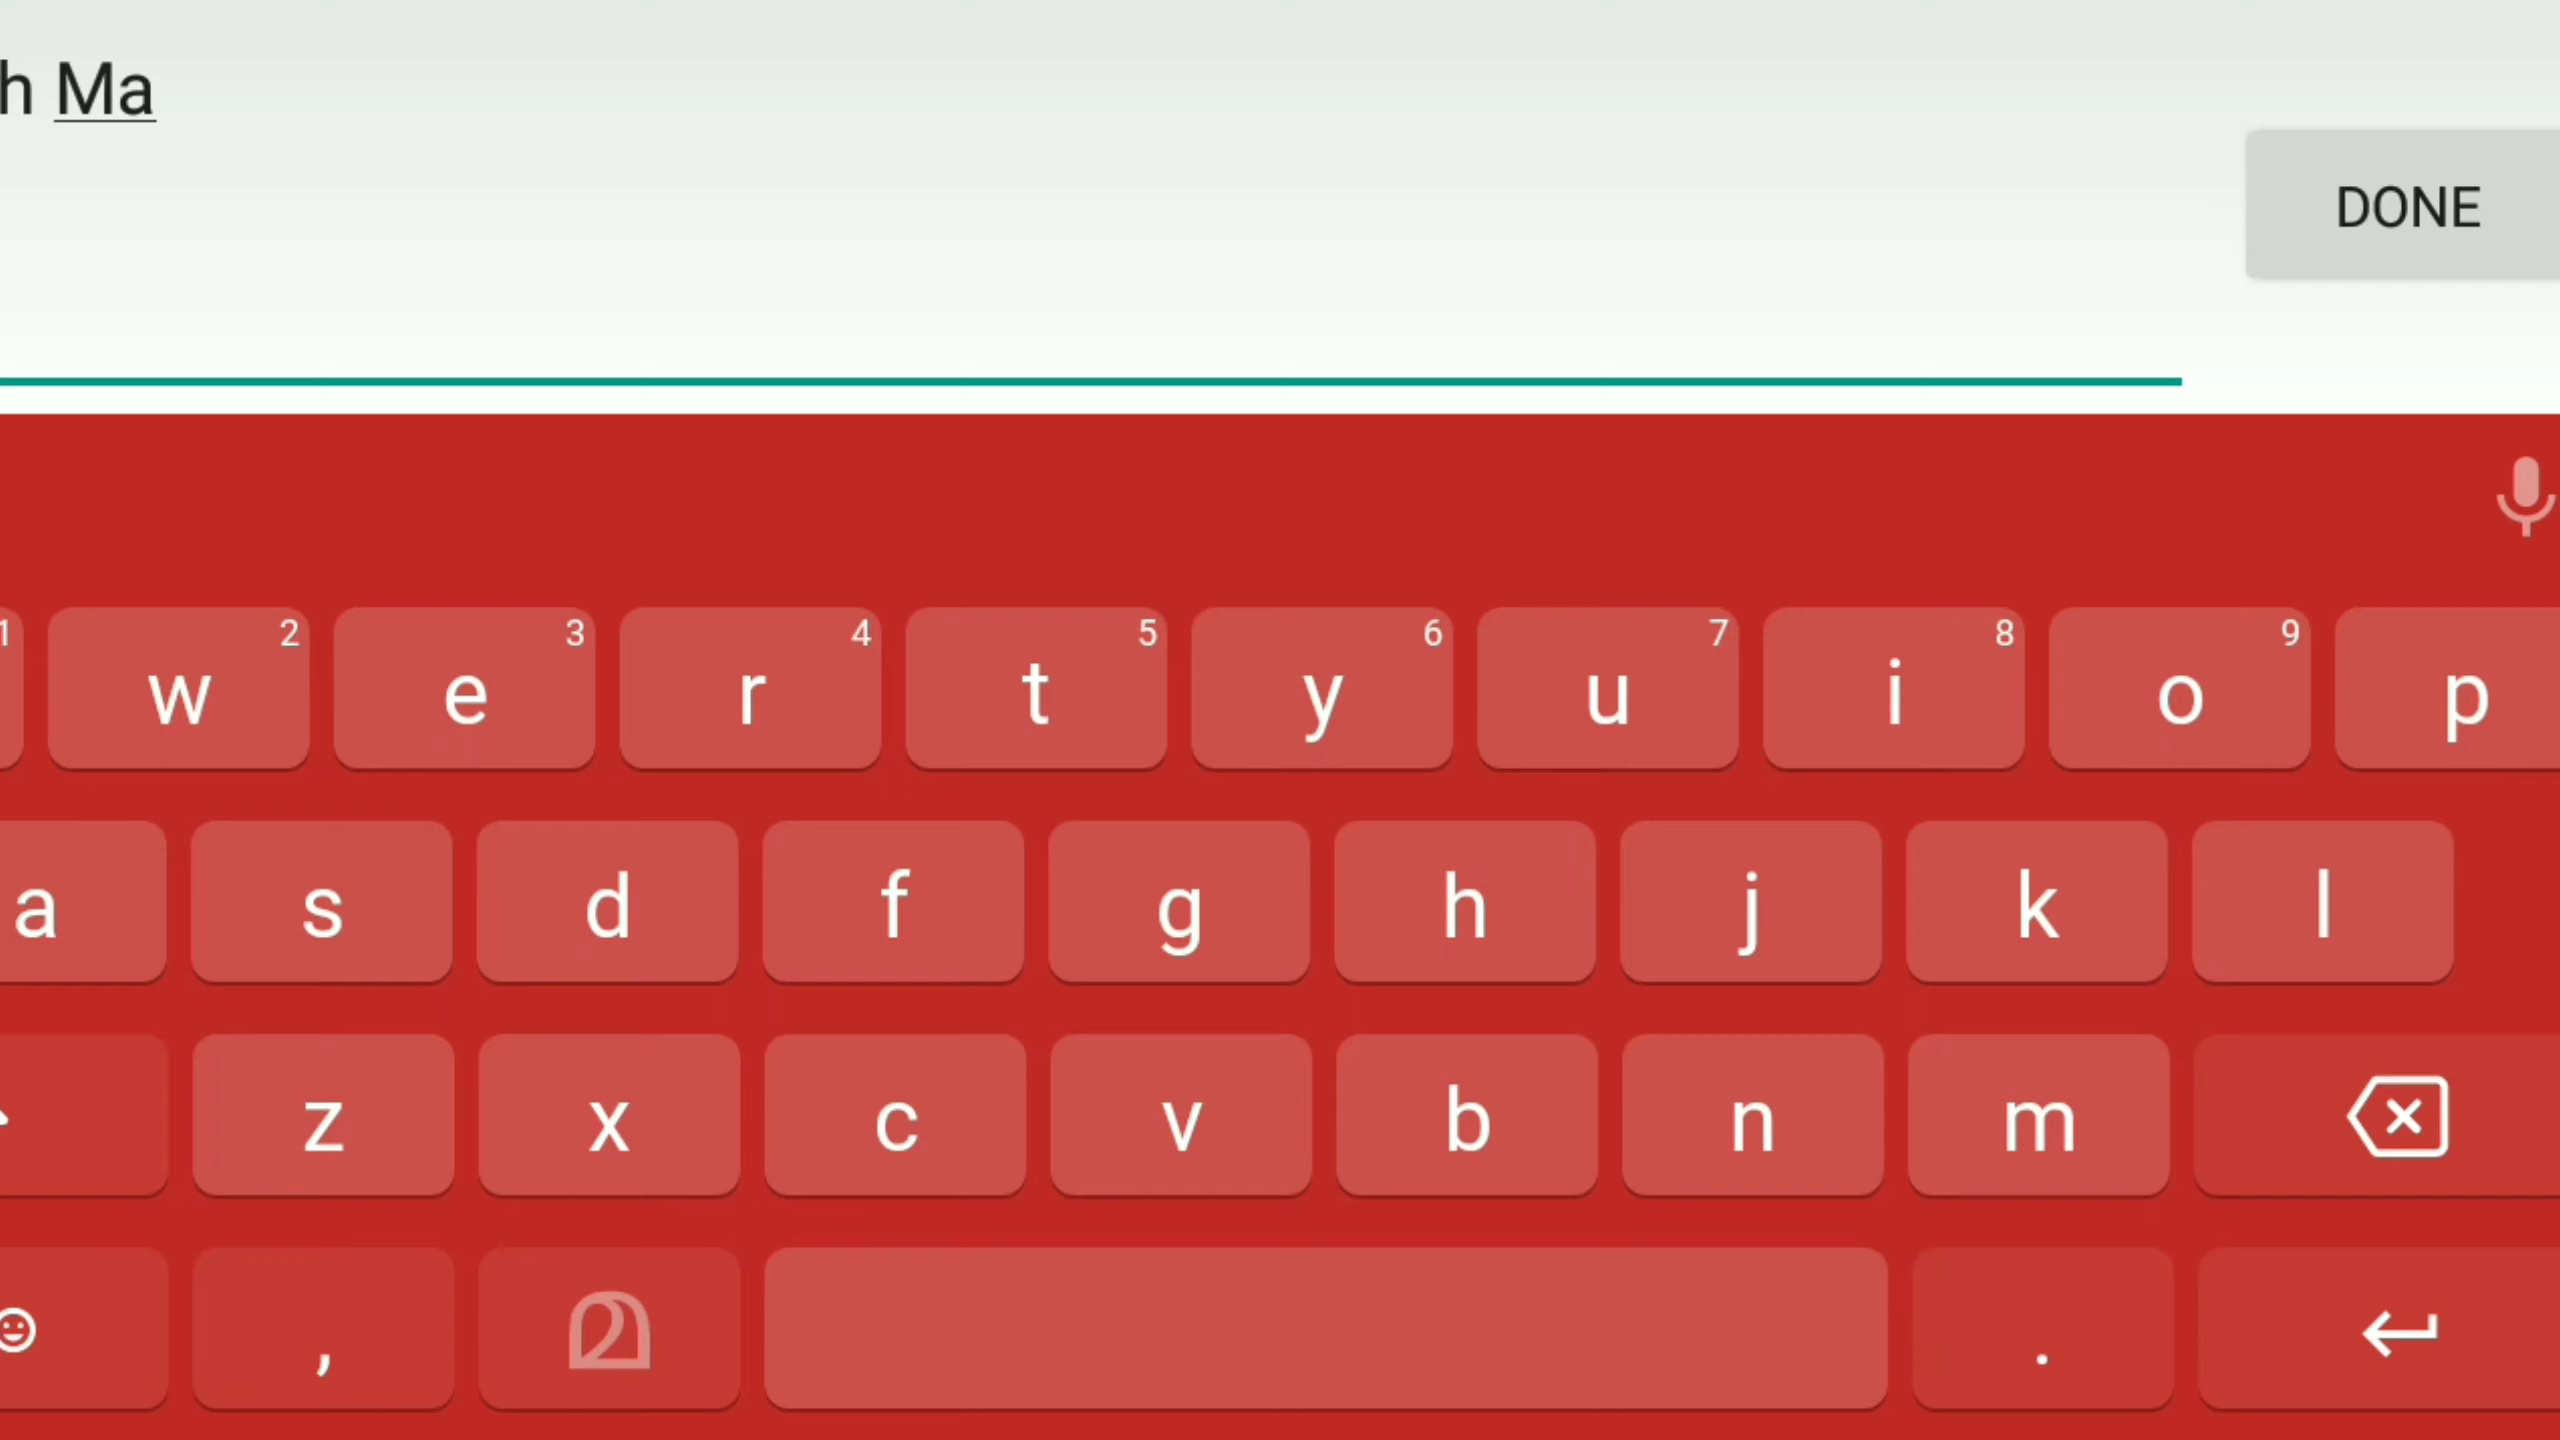 h Ma
DONE
1 2 3 4 5 6 7 8 9
w e r t y u i o p
a s d f g h j k l
z x c v b n m
, മ .